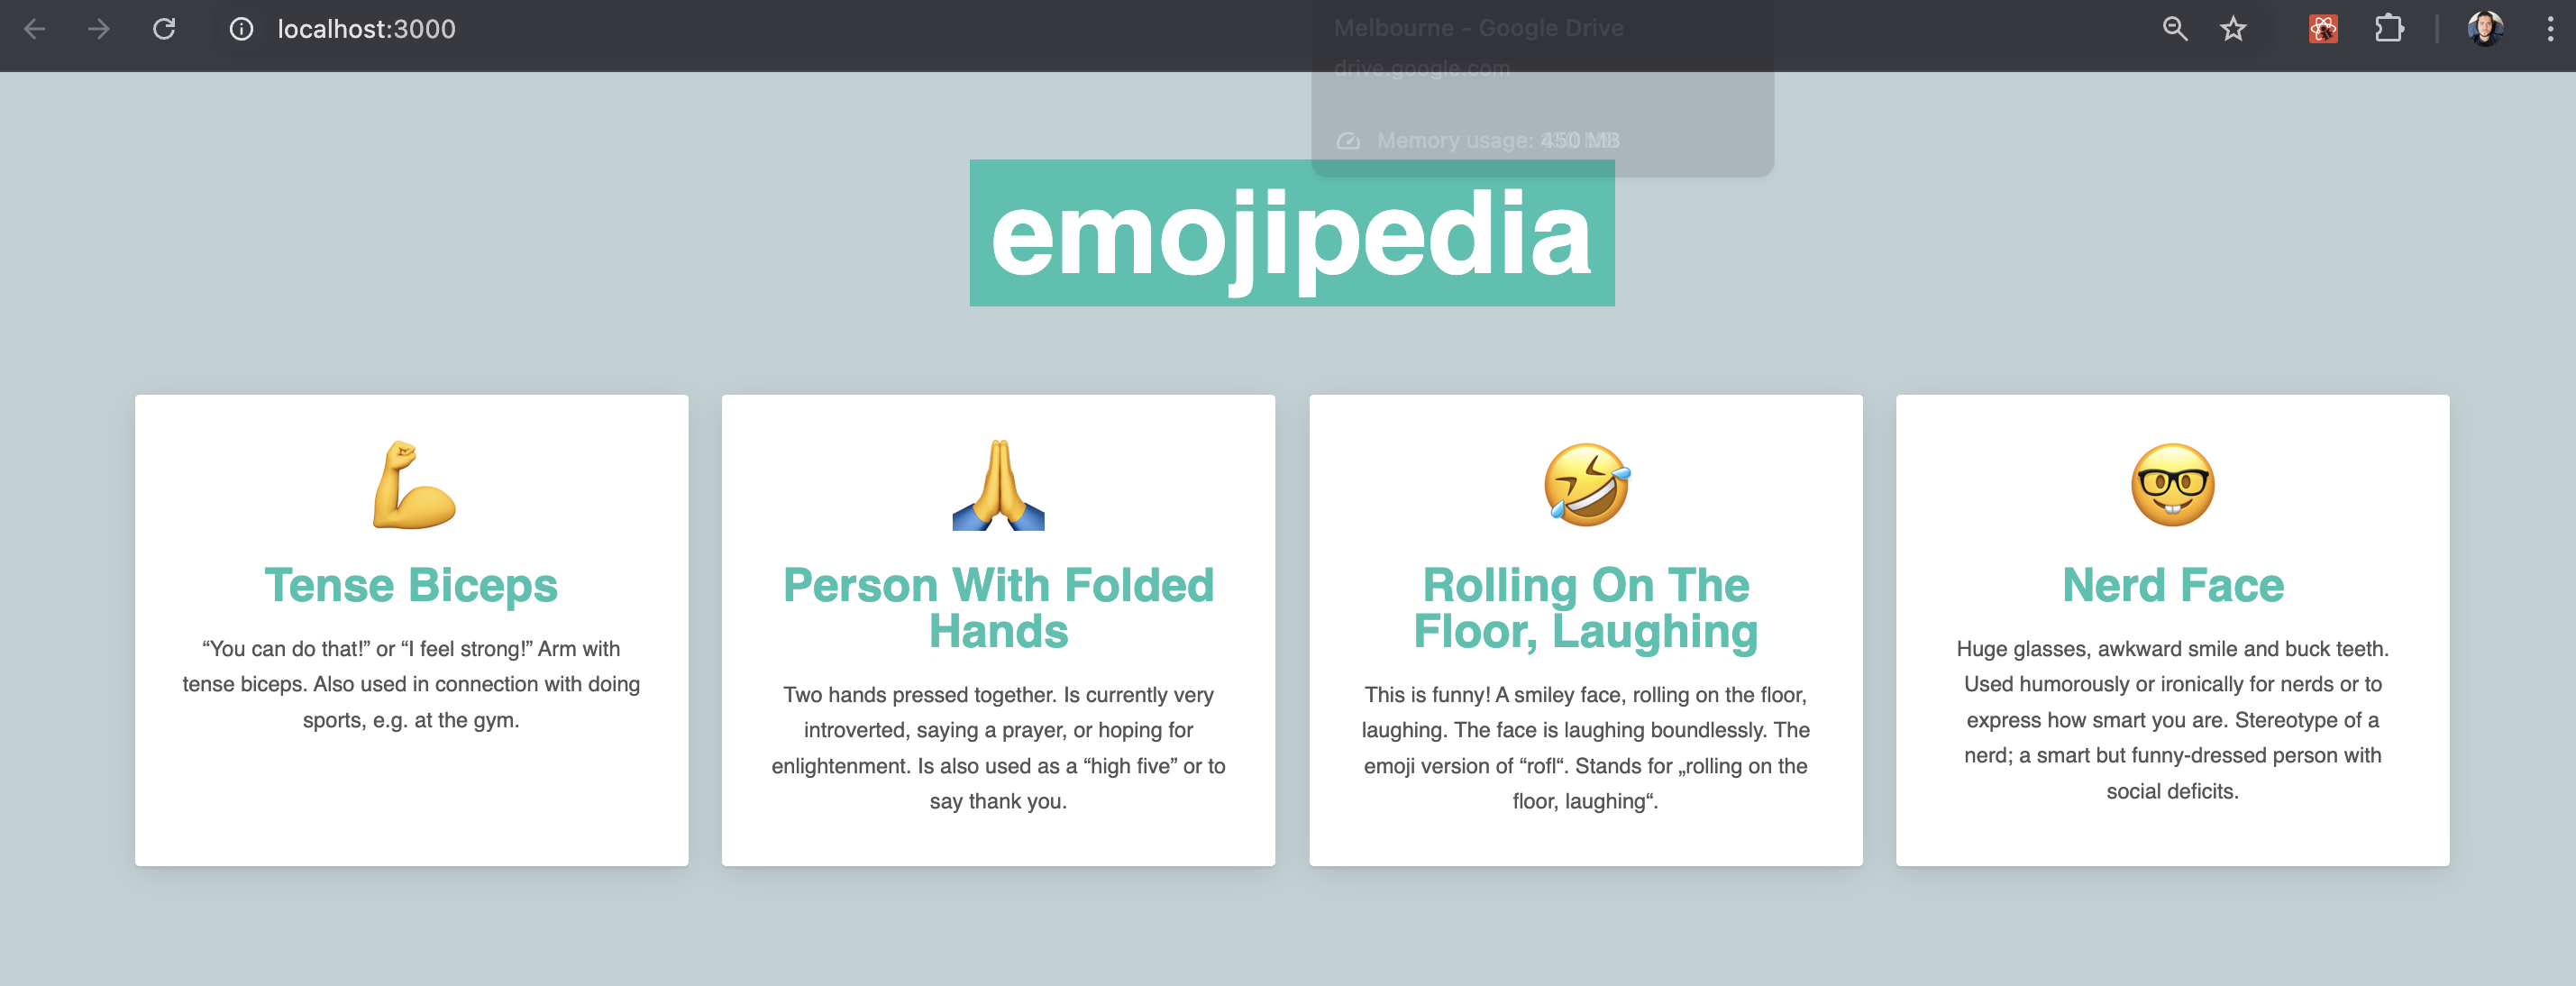 localhost:3000
Melbourne - Google Drive
drive.google.com
Memory usage: 450 MB
emojipedia
Tense Biceps
“You can do that!” or “I feel strong!” Arm with
tense biceps. Also used in connection with doing
sports, e.g. at the gym.
Person With Folded
Hands
Two hands pressed together. Is currently very
introverted, saying a prayer, or hoping for
enlightenment. Is also used as a “high five” or to
say thank you.
Rolling On The
Floor, Laughing
This is funny! A smiley face, rolling on the floor,
laughing. The face is laughing boundlessly. The
emoji version of “rofl“. Stands for „rolling on the
floor, laughing“.
Nerd Face
Huge glasses, awkward smile and buck teeth.
Used humorously or ironically for nerds or to
express how smart you are. Stereotype of a
nerd; a smart but funny-dressed person with
social deficits.